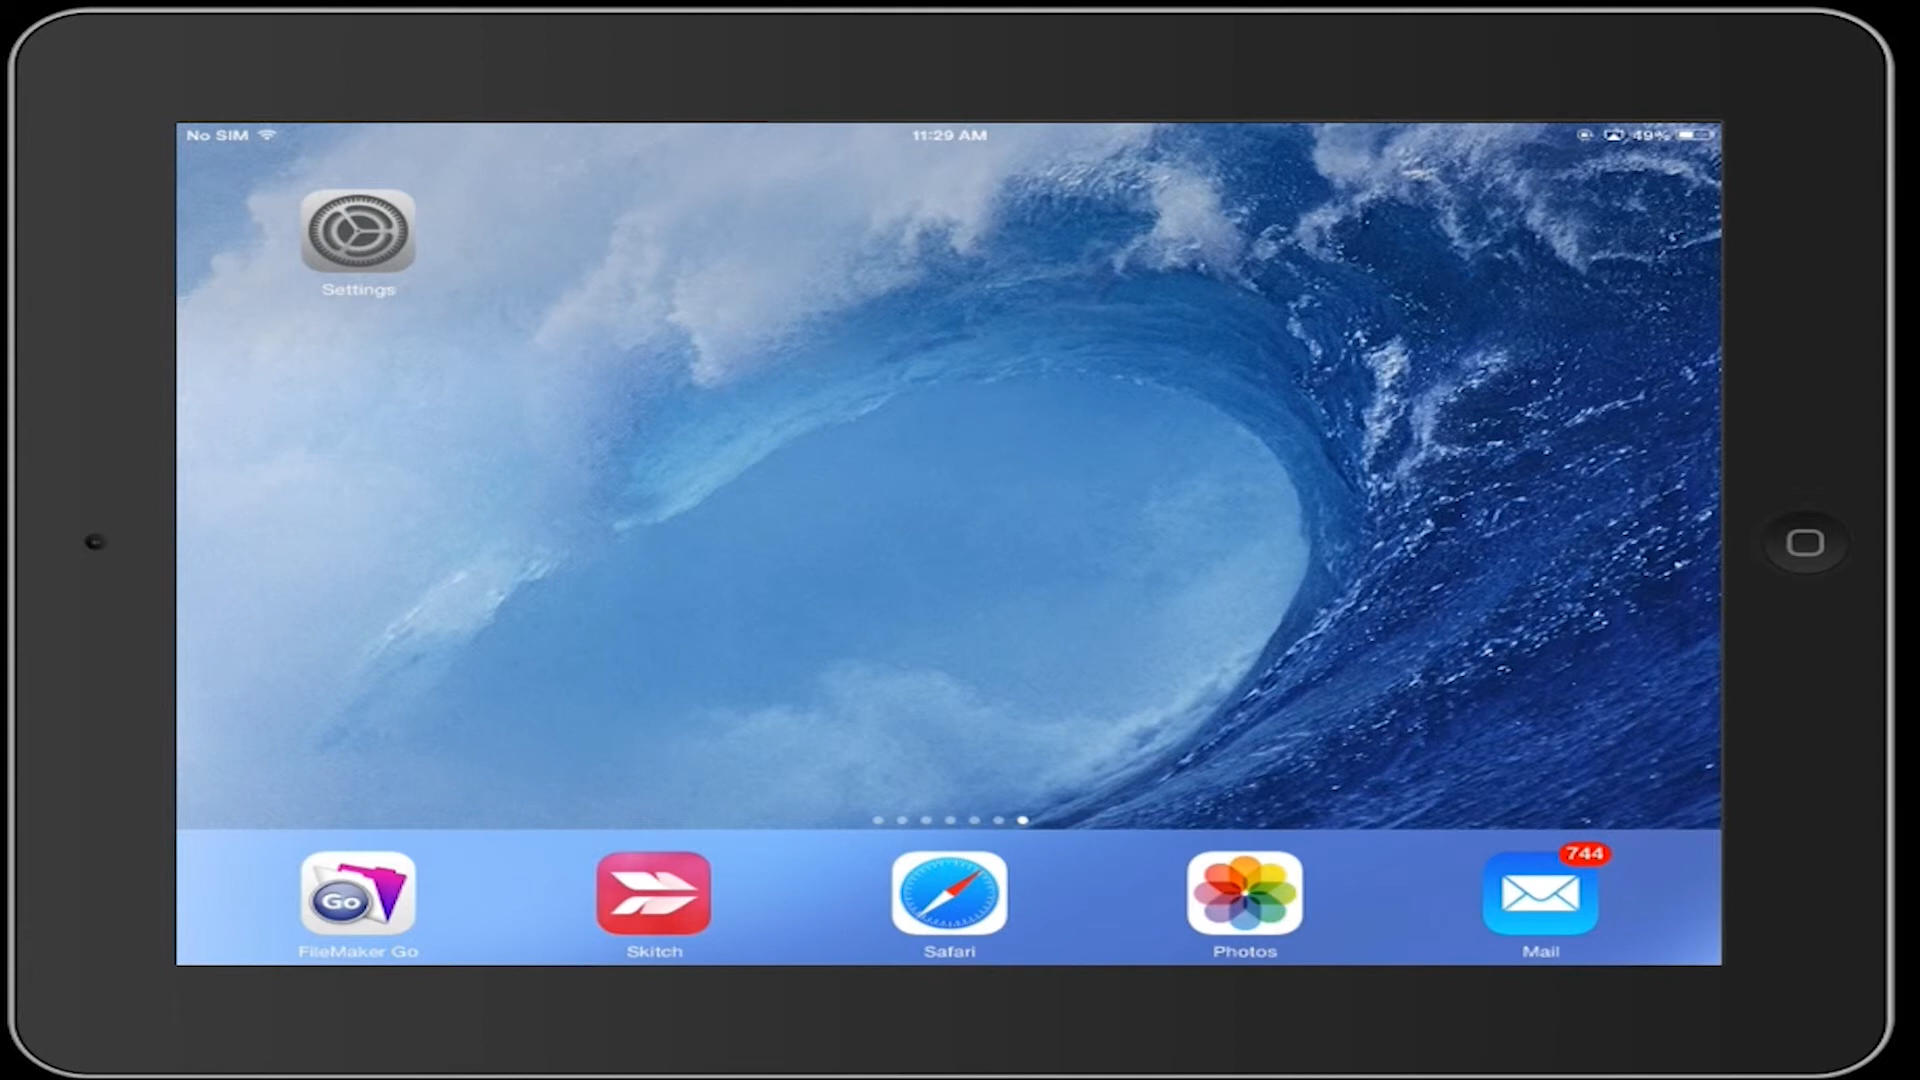 No SIM
11:29 AM
49%
Settings
Go
744
FileMaker Go
Skitch
Safari
Photos
Mail